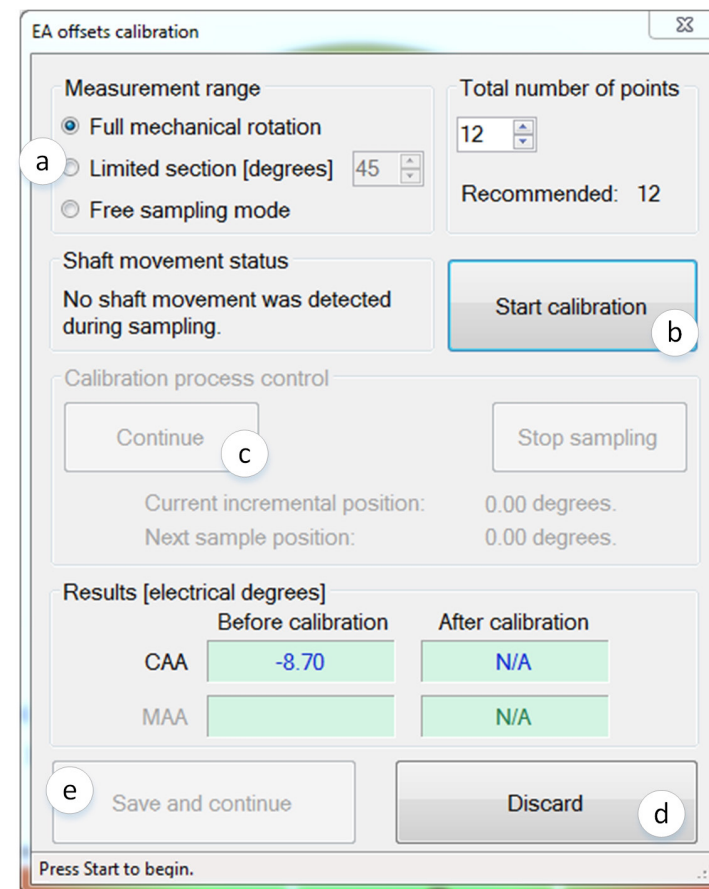 EA offsets calibration
Measurement range
Full mechanical rotation
a
Limited section [degrees] 45
Free sampling mode
Total number of points
12
Recommended: 12
Shaft movement status
No shaft movement was detected
during sampling.
Start calibration
b
Calibration process control
Continue
c
Stop sampling
Current incremental position: 0.00 degrees.
Next sample position: 0.00 degrees.
Results [electrical degrees]
Before calibration After calibration
CAA -8.70 N/A
MAA N/A
e
Save and continue
Discard
d
Press Start to begin.